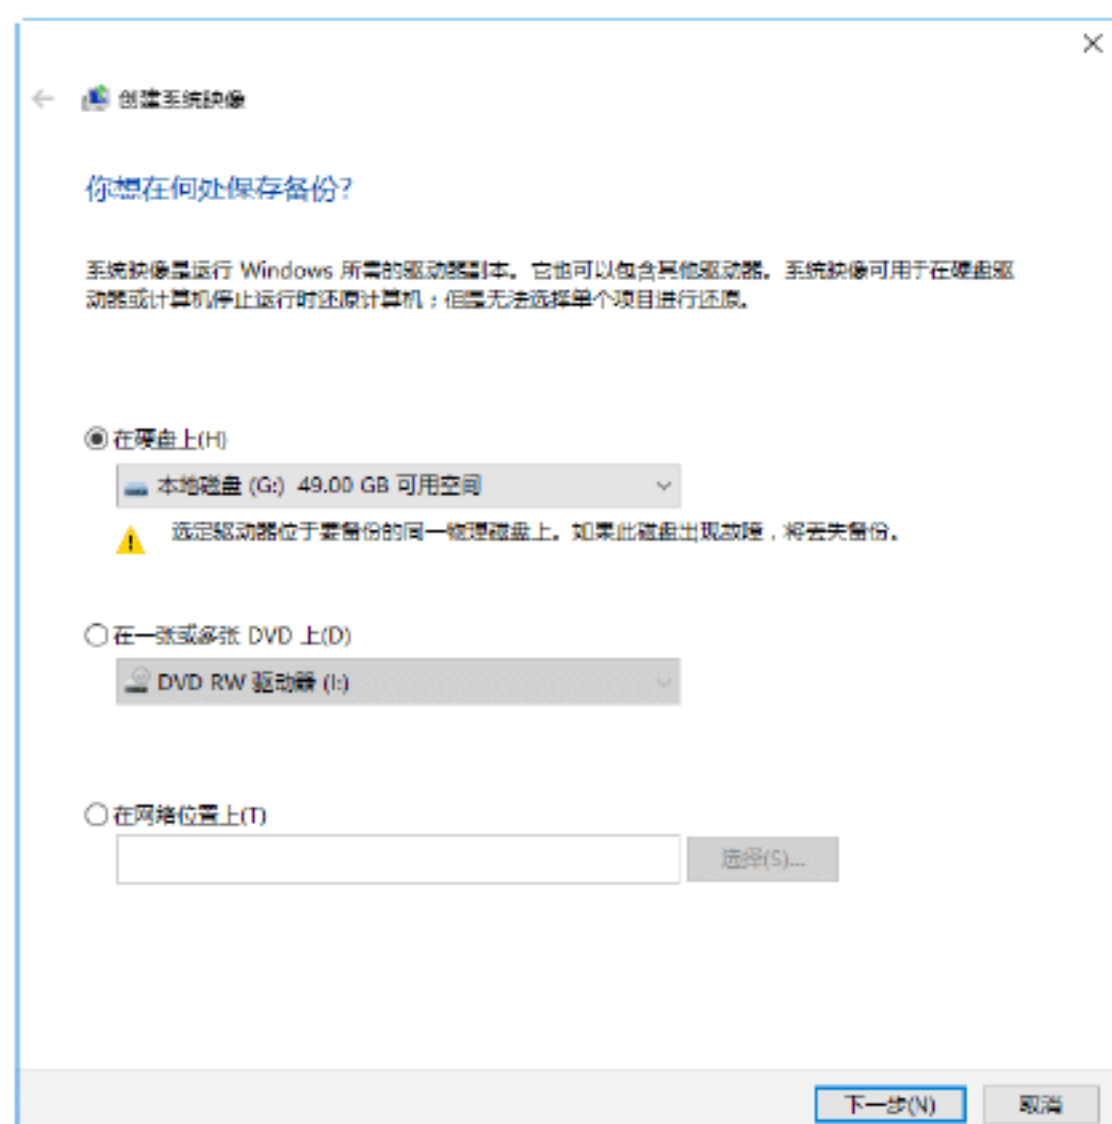 创建系统映像
你想在何处保存备份?
系统映像是运行 Windows 所需的驱动器副本。它也可以包含其他驱动器。系统映像可用于在硬盘驱
动器或计算机停止运行时还原计算机；但是无法选择单个项目进行还原。
在硬盘上(H)
本地磁盘 (G:) 49.00 GB 可用空间
选定驱动器位于要备份的同一物理磁盘上。如果此磁盘出现故障，将丢失备份。
在一张或多张 DVD 上(D)
DVD RW 驱动器 (I:)
在网络位置上(T)
选择(S)...
下一步(N) 取消